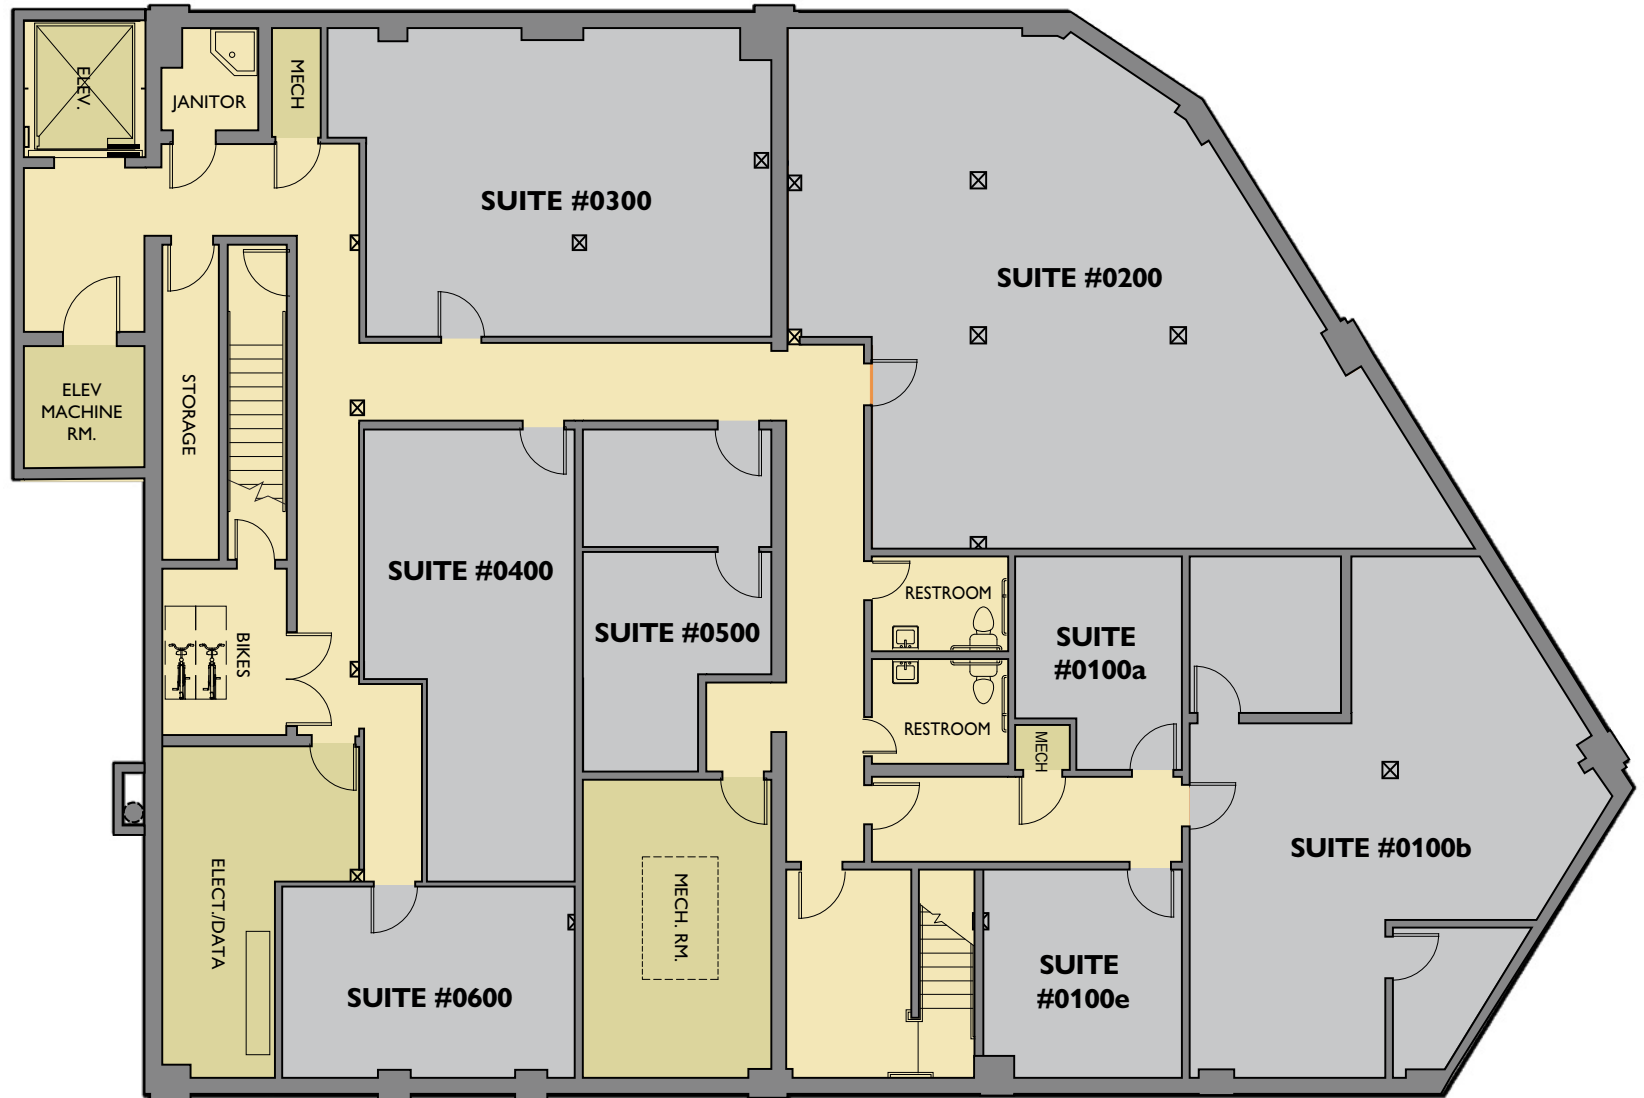 ELEV.
JANITOR
MECH
SUITE #0300
SUITE #0200
ELEV
MACHINE
RM.
STORAGE
SUITE #0400
SUITE #0500
BIKES
RESTROOM
RESTROOM
SUITE
#0100a
MECH
SUITE #0100b
ELECT./DATA
MECH. RM.
SUITE #0600
SUITE
#0100e